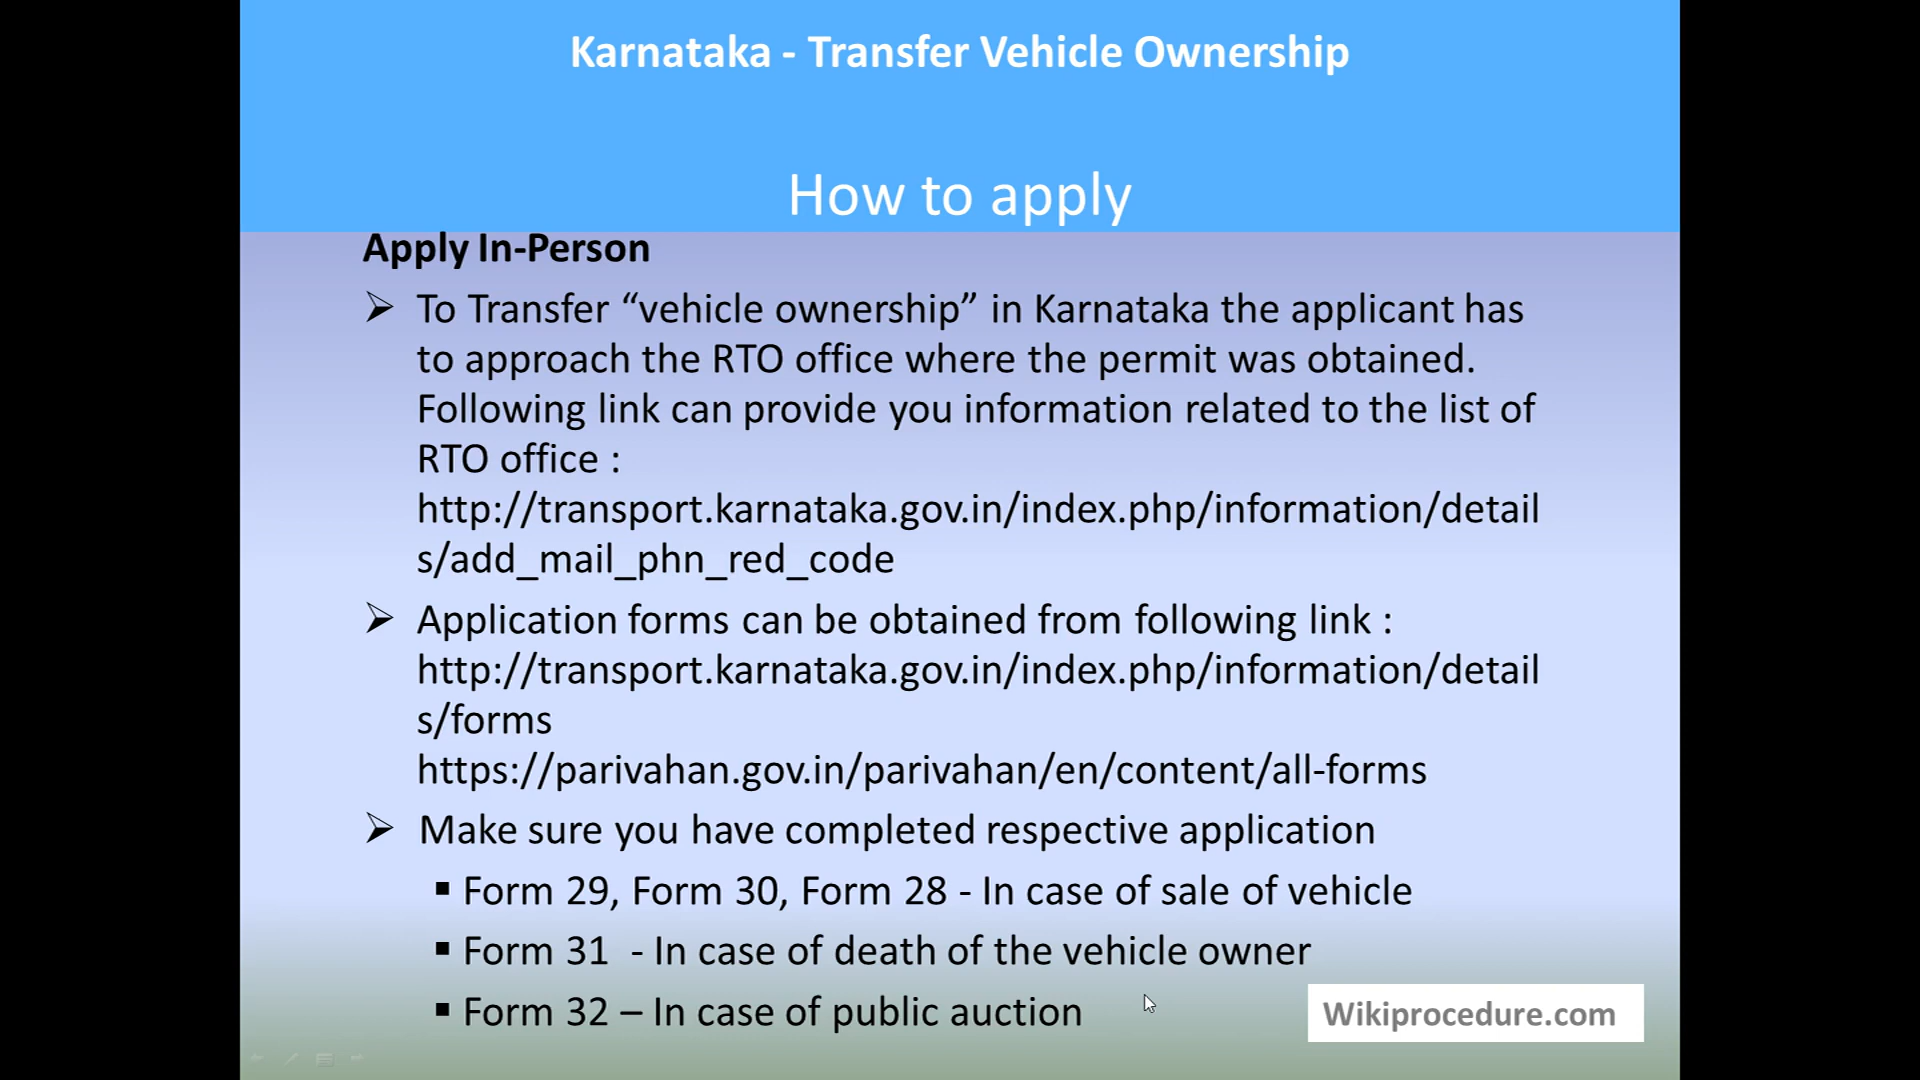 Karnataka - Transfer Vehicle Ownership
How to apply
Apply In-Person
To Transfer “vehicle ownership” in Karnataka the applicant has
to approach the RTO office where the permit was obtained.
Following link can provide you information related to the list of
RTO office :
http://transport.karnataka.gov.in/index.php/information/detail
s/add_mail_phn_red_code
Application forms can be obtained from following link :
http://transport.karnataka.gov.in/index.php/information/detail
s/forms
https://parivahan.gov.in/parivahan/en/content/all-forms
Make sure you have completed respective application
Form 29, Form 30, Form 28 - In case of sale of vehicle
Form 31 - In case of death of the vehicle owner
Form 32 – In case of public auction
Wikiprocedure.com